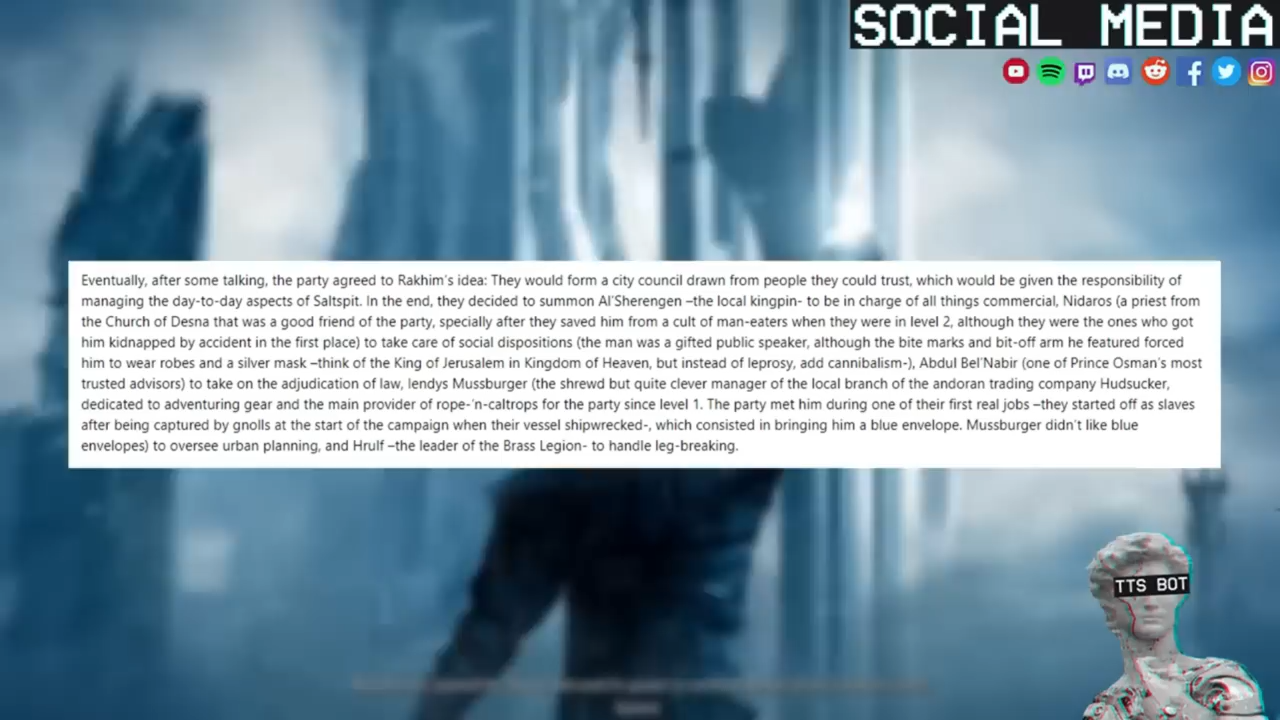 SOCIAL MEDIA
Eventually, after some talking, the party agreed to Rakhim's idea: They would form a city council drawn from people they could trust, which would be given the responsibility of
managing the day-to-day aspects of Saltspit. In the end, they decided to summon Al'Sherengen –the local kingpin- to be in charge of all things commercial, Nidaros (a priest from
the Church of Desna that was a good friend of the party, specially after they saved him from a cult of man-eaters when they were in level 2, although they were the ones who got
him kidnapped by accident in the first place) to take care of social dispositions (the man was a gifted public speaker, although the bite marks and bit-off arm he featured forced
him to wear robes and a silver mask –think of the King of Jerusalem in Kingdom of Heaven, but instead of leprosy, add cannibalism-), Abdul Bel'Nabir (one of Prince Osman's most
trusted advisors) to take on the adjudication of law, Iendys Mussburger (the shrewd but quite clever manager of the local branch of the andoran trading company Hudsucker,
dedicated to adventuring gear and the main provider of rope-'n-caltrops for the party since level 1. The party met him during one of their first real jobs –they started off as slaves
after being captured by gnolls at the start of the campaign when their vessel shipwrecked-, which consisted in bringing him a blue envelope. Mussburger didn't like blue
envelopes) to oversee urban planning, and Hrulf –the leader of the Brass Legion- to handle leg-breaking.
TTS BOT